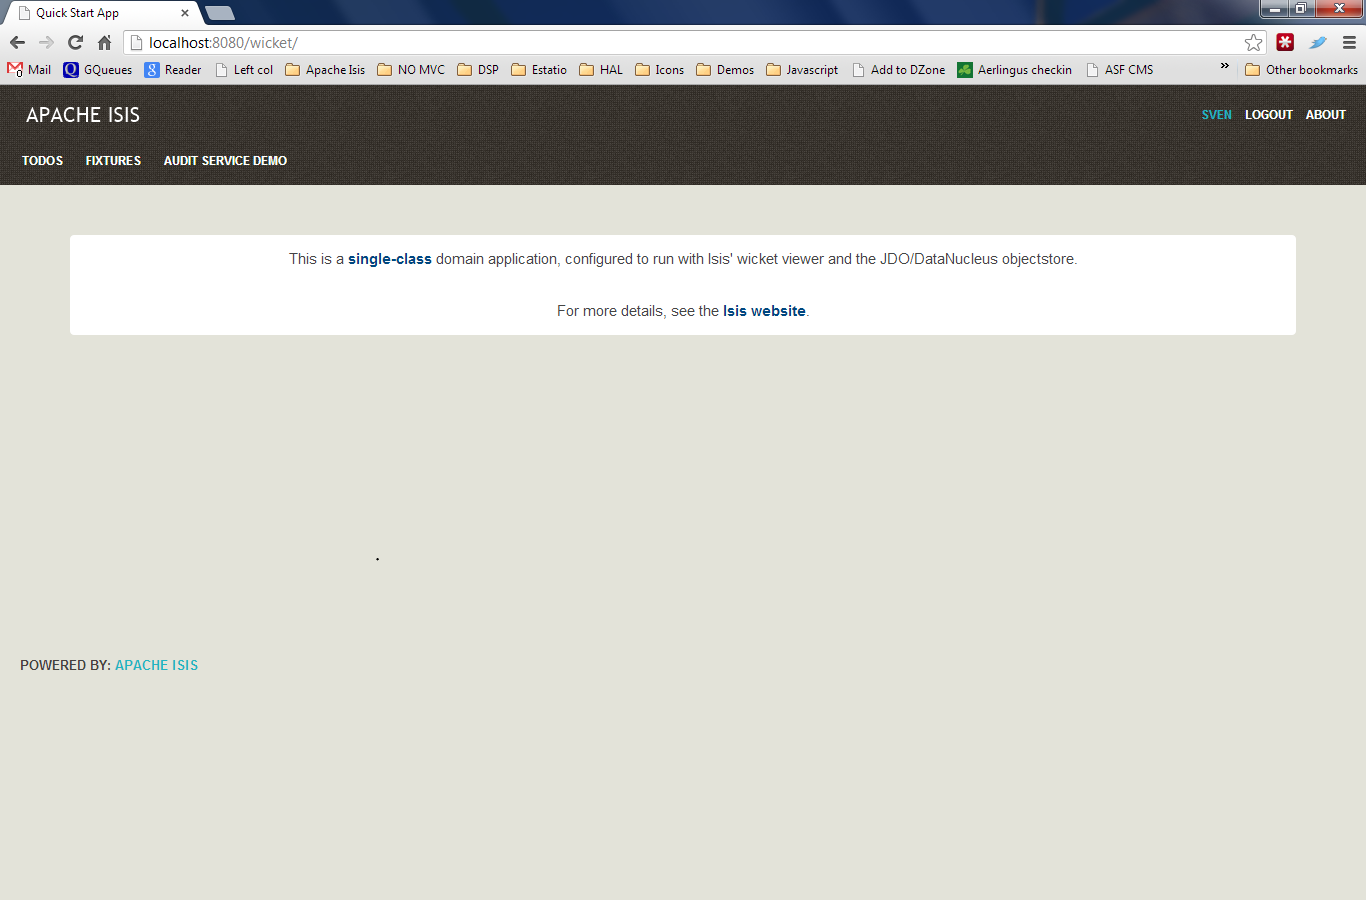 Quick Start App
localhost:8080/wicket/
Mail GQueues Reader Left col Apache Isis NO MVC DSP Estatio HAL Icons Demos Javascript Add to DZone Aerlingus checkin ASF CMS » Other bookmarks
APACHE ISIS
SVEN LOGOUT ABOUT
TODOS FIXTURES AUDIT SERVICE DEMO
This is a single-class domain application, configured to run with Isis' wicket viewer and the JDO/DataNucleus objectstore.
For more details, see the Isis website.
POWERED BY: APACHE ISIS